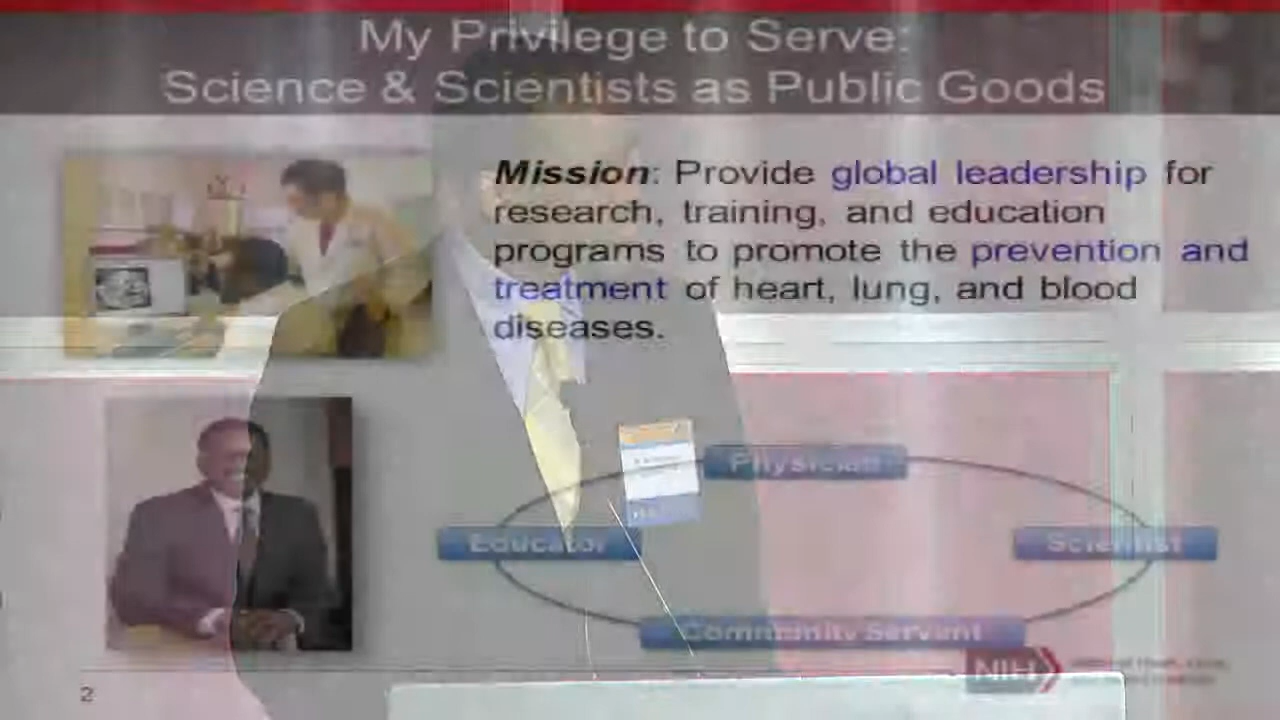 My Privilege to Serve:
Science & Scientists as Public Goods
Mission: Provide global leadership for
research, training, and education
programs to promote the prevention and
treatment of heart, lung, and blood
diseases.
Physician
Educator
Scientist
Community Servant
NIH
2